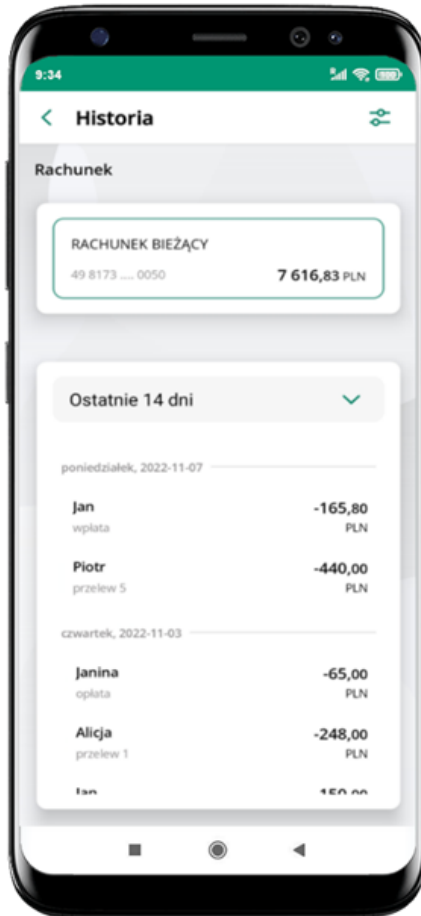 9:34
100
Historia
Rachunek
RACHUNEK BIEŻĄCY
49 8173 .... 0050
7 616,83 PLN
Ostatnie 14 dni
poniedziałek, 2022-11-07
Jan
-165,80
wpłata
PLN
Piotr
-440,00
przelew 5
PLN
czwartek, 2022-11-03
Janina
-65,00
opłata
PLN
Alicja
-248,00
przelew 1
PLN
Jan